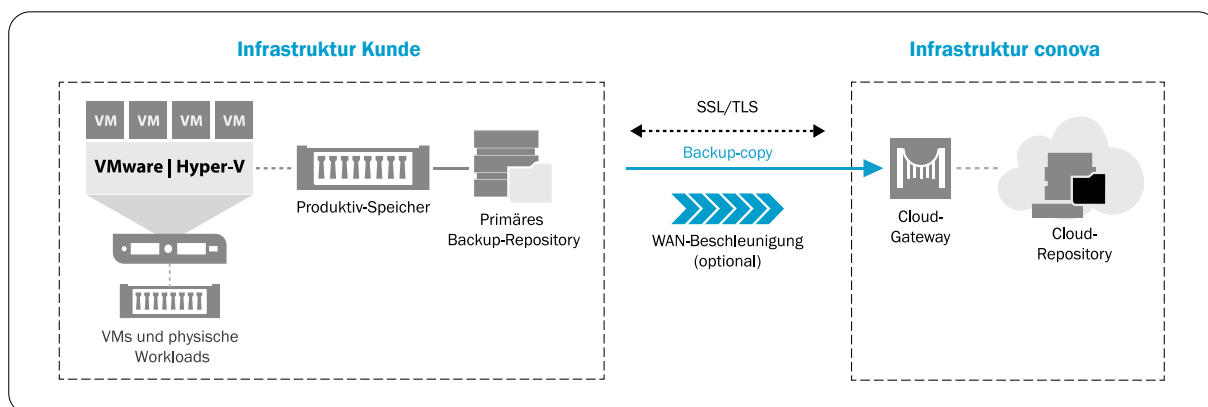 Infrastruktur Kunde
Infrastruktur conova
VM VM VM VM
VMware | Hyper-V
Produktiv-Speicher
Primäres
Backup-Repository
VMs und physische
Workloads
SSL/TLS
Backup-copy
WAN-Beschleunigung
(optional)
Cloud-
Gateway
Cloud-
Repository